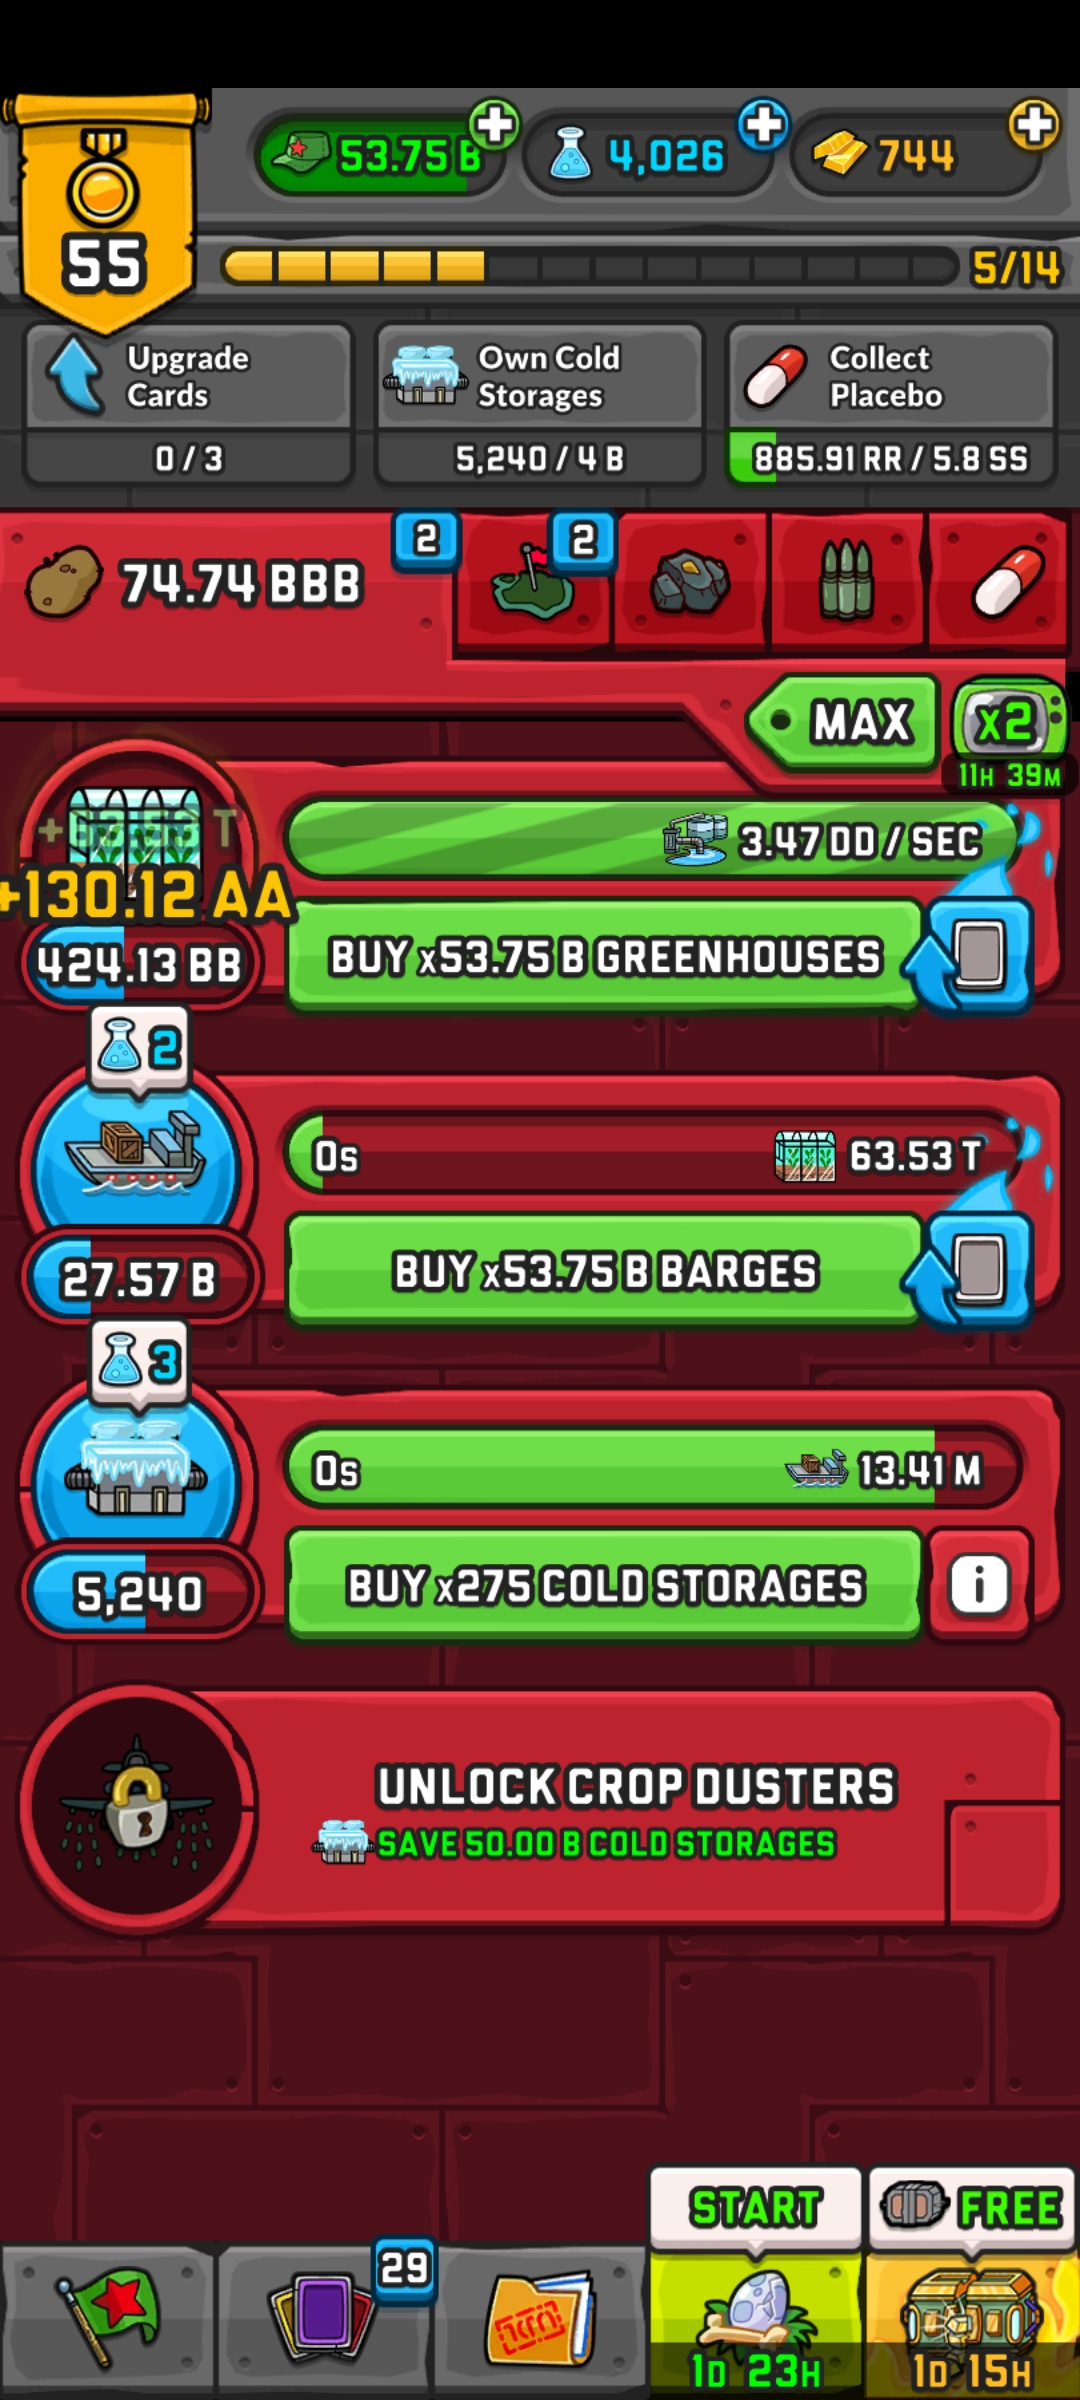 55
53.75 B
4,026
744
5/14
Upgrade
Cards
0 / 3
Own Cold
Storages
5,240 / 4 B
Collect
Placebo
885.91 RR / 5.8 SS
74.74 BBB
2
2
MAX
x2
11H 39M
3.47 DD / SEC
+130.12 AA
424.13 BB
BUY x53.75 B GREENHOUSES
2
0s
63.53 T
27.57 B
BUY x53.75 B BARGES
3
0s
13.41 M
5,240
BUY x275 COLD STORAGES
i
UNLOCK CROP DUSTERS
SAVE 50.00 B COLD STORAGES
START
FREE
29
1D 23H
1D 15H